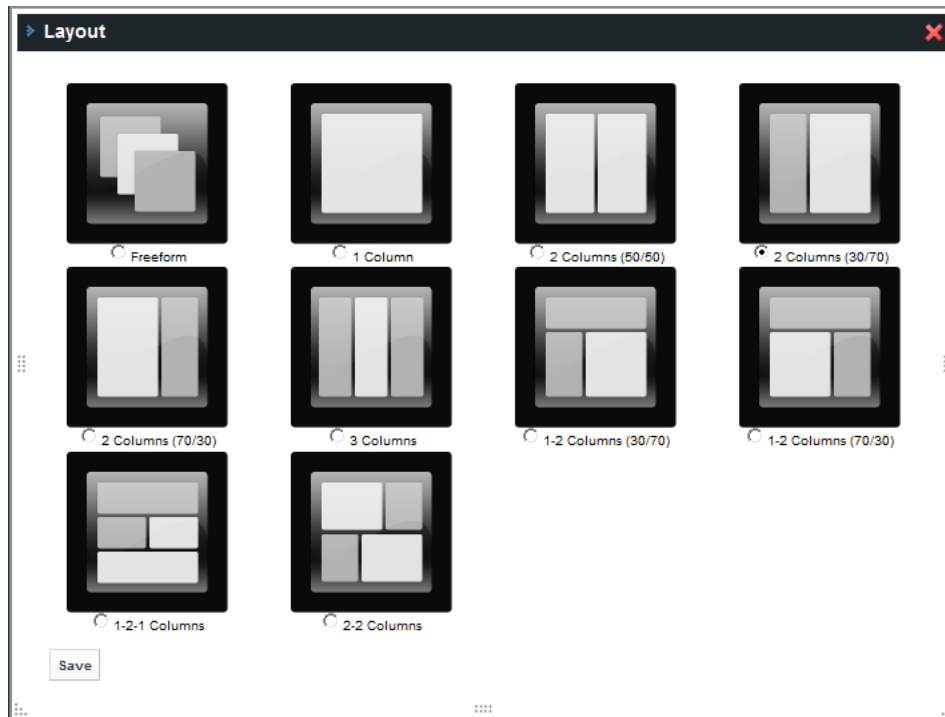 Layout
Freeform
1 Column
2 Columns (50/50)
2 Columns (30/70)
2 Columns (70/30)
3 Columns
1-2 Columns (30/70)
1-2 Columns (70/30)
1-2-1 Columns
2-2 Columns
Save